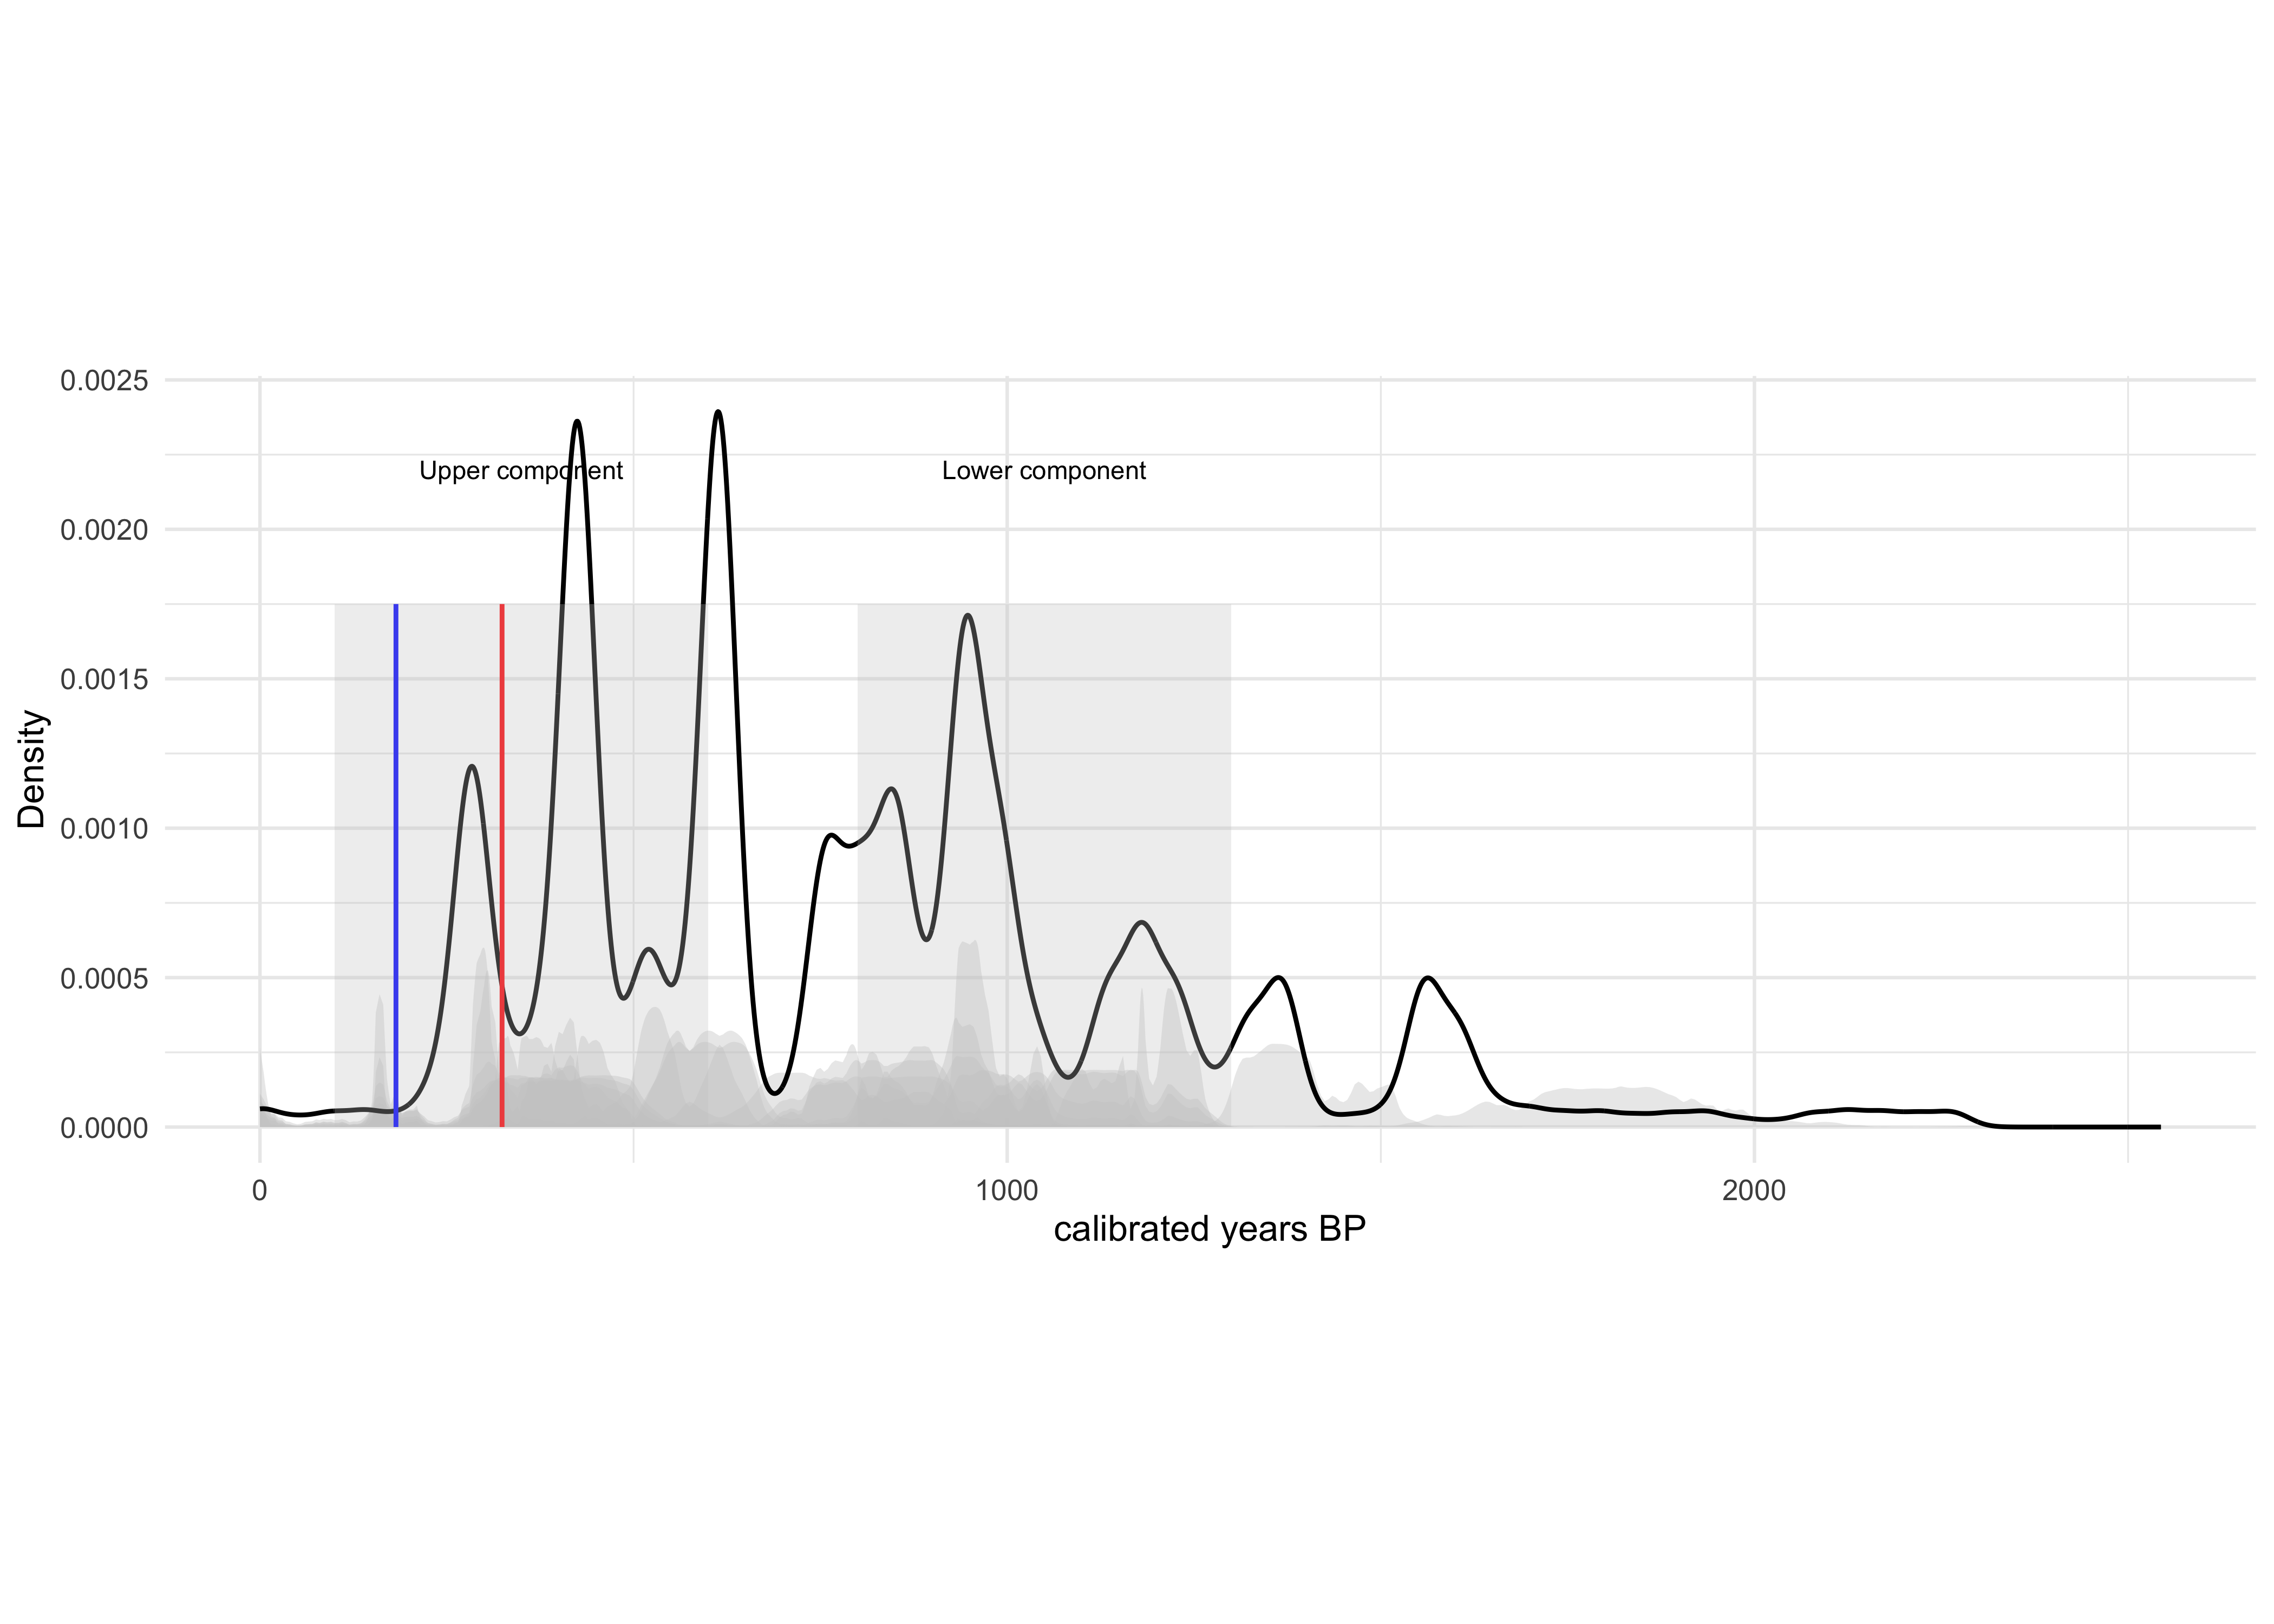 0.0025
Upper component
Lower component
0.0020
0.0015
Density
0.0010
0.0005
0.0000
0
1000
2000
calibrated years BP